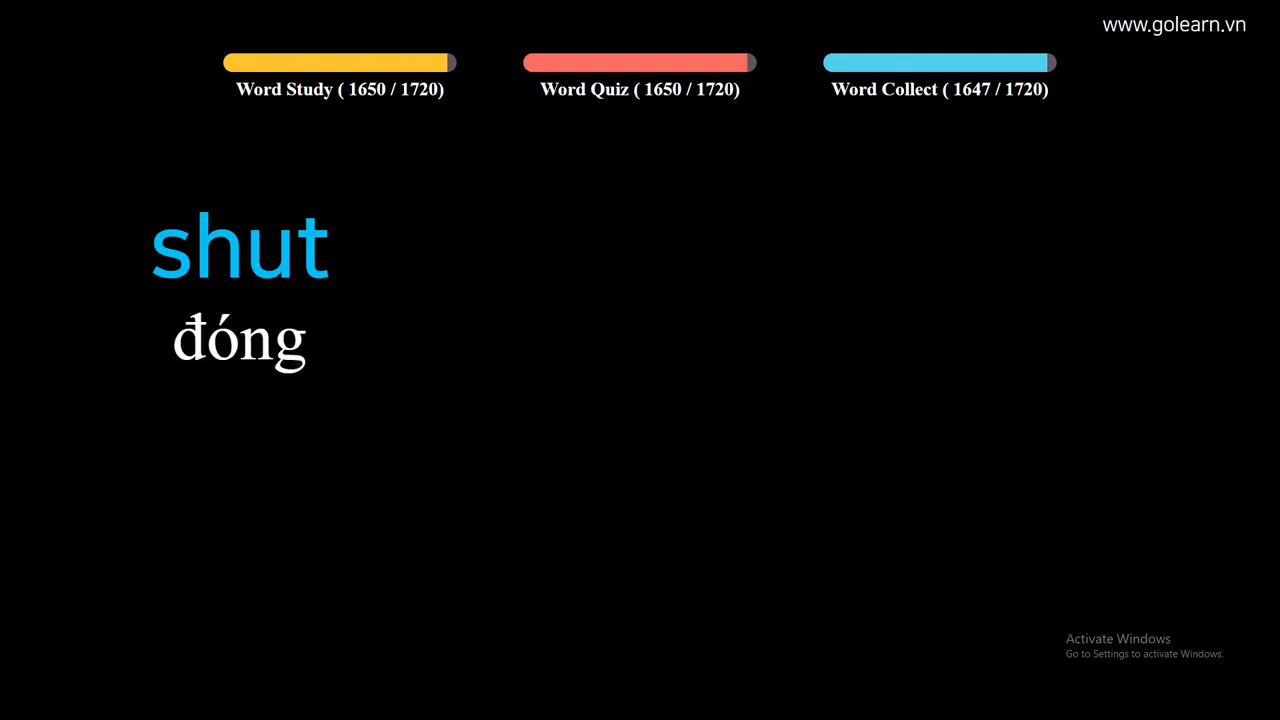 www.golearn.vn
Word Study ( 1650 / 1720)
Word Quiz ( 1650 / 1720)
Word Collect ( 1647 / 1720)
shut
đóng
Activate Windows
Go to Settings to activate Windows.